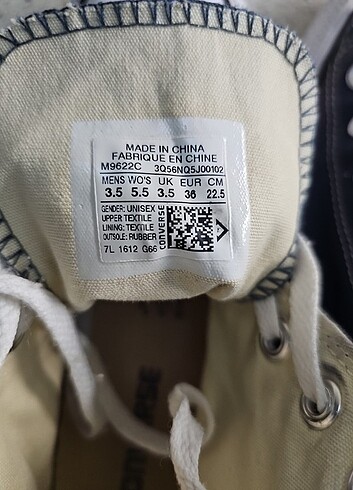 MADE IN CHINA
FABRIQUE EN CHINE
M9622C 3Q56NQ5J00102
MENS WO'S UK EUR CM
3.5 5.5 3.5 36 22.5
GENDER: UNISEX
UPPER TEXTILE
LINING: TEXTILE
OUTSOLE: RUBBER
CONVERSE
7L 1612 G66